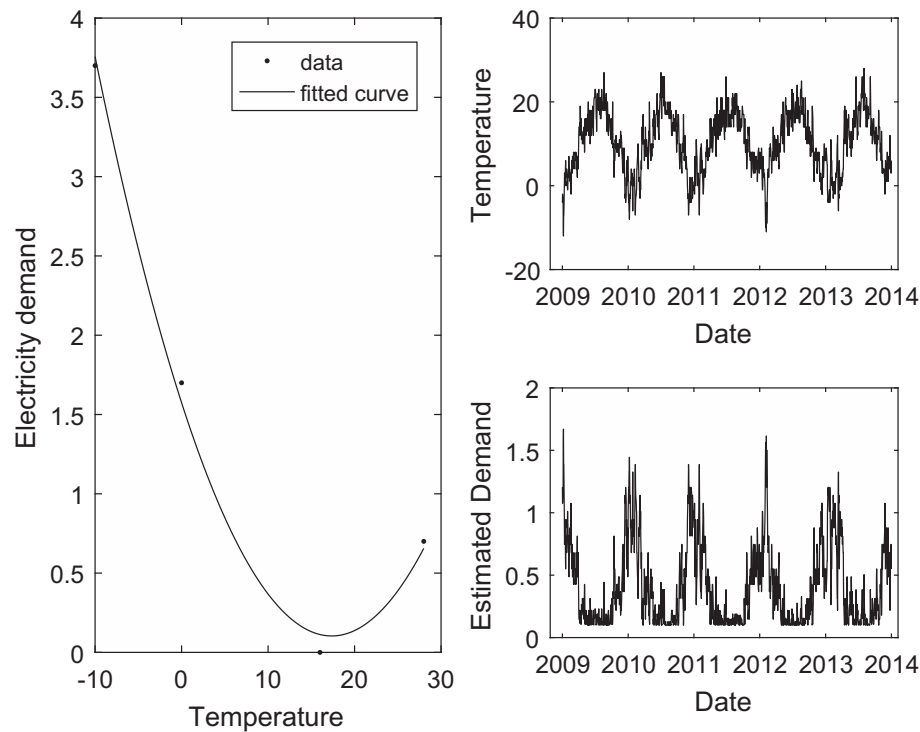 4
3.5
3
2.5
2
1.5
1
0.5
0
-10 0 10 20 30
Electricity demand
Temperature
data
fitted curve
40
20
0
-20
2009 2010 2011 2012 2013 2014
Temperature
Date
2
1.5
1
0.5
0
2009 2010 2011 2012 2013 2014
Estimated Demand
Date